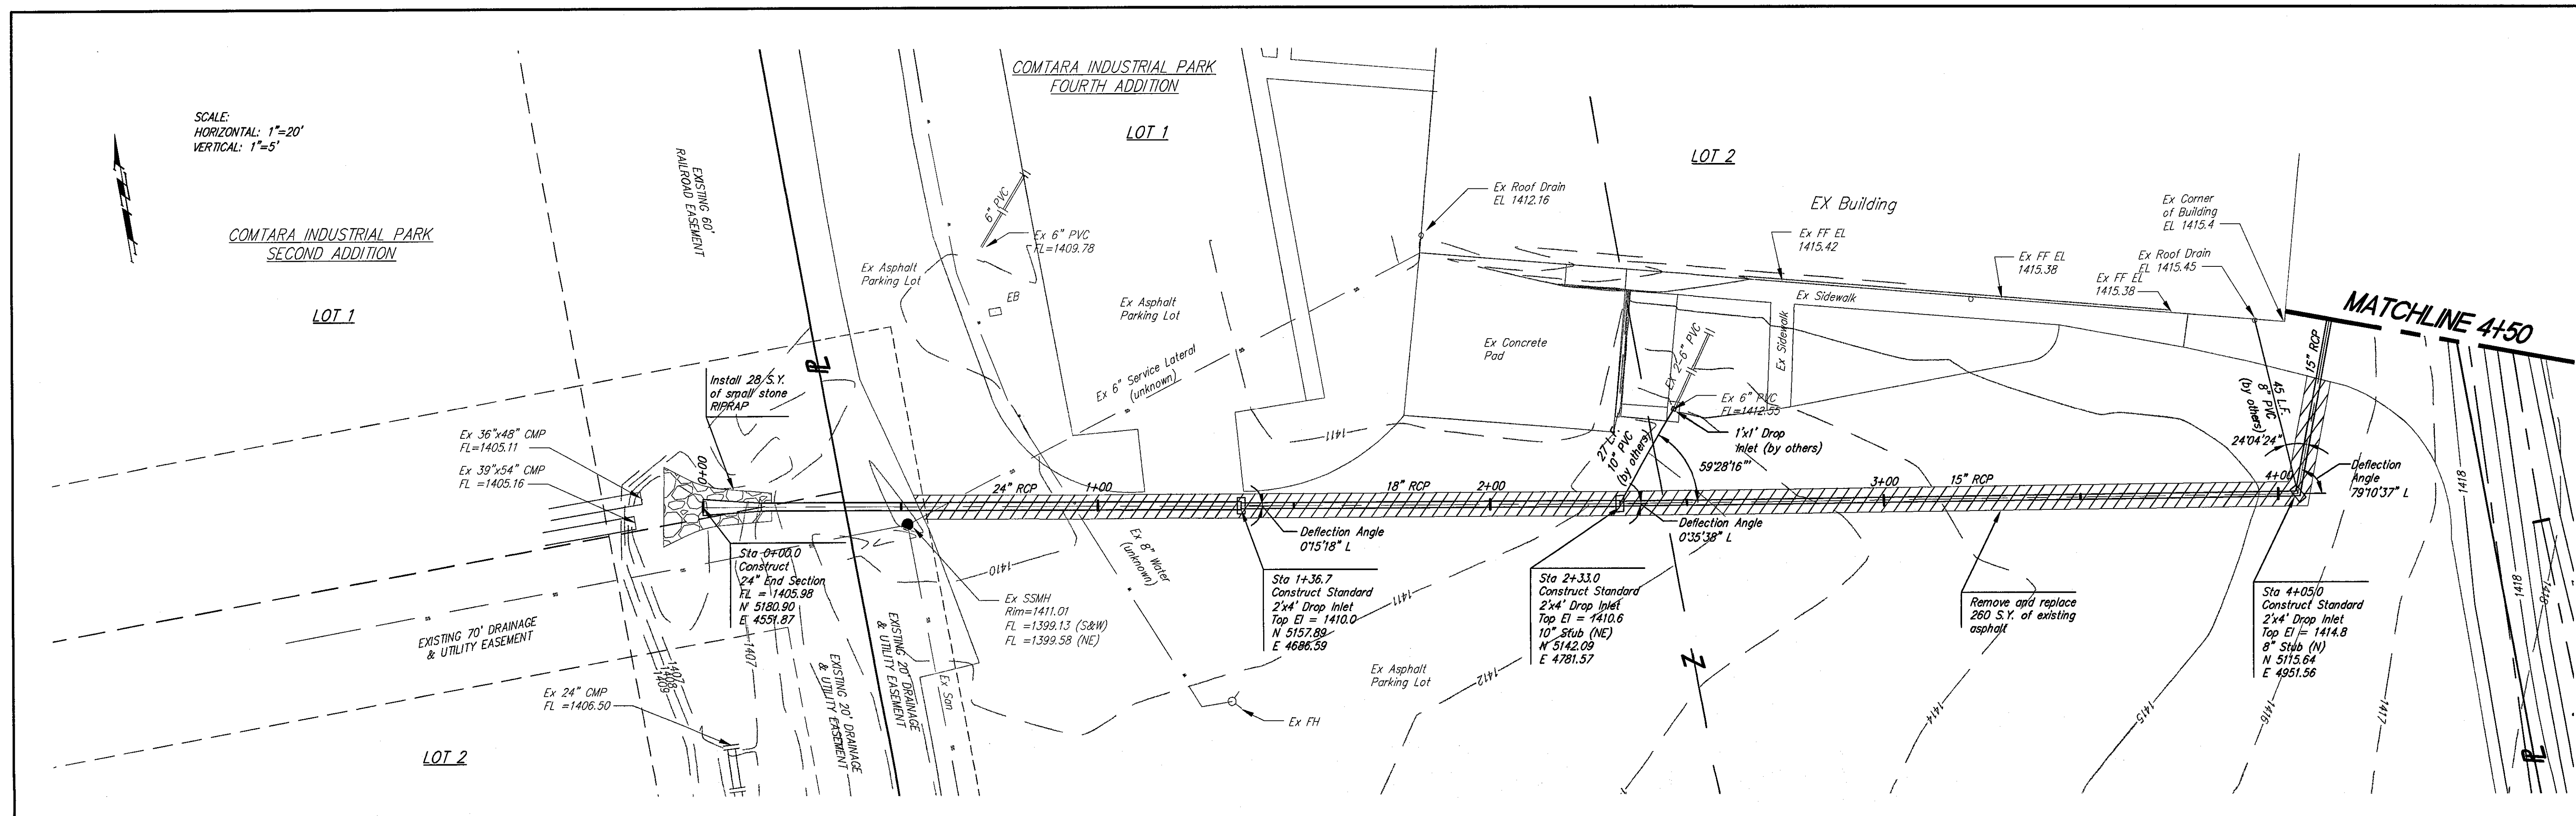 SCALE:
HORIZONTAL: 1"=20'
VERTICAL: 1"=5'
COMTARA INDUSTRIAL PARK
SECOND ADDITION
LOT 1
EXISTING 60'
RAILROAD EASEMENT
COMTARA INDUSTRIAL PARK
FOURTH ADDITION
LOT 1
LOT 2
6" PVC
Ex 6" PVC
FL=1409.78
EB
Ex Asphalt
Parking Lot
Ex Asphalt
Parking Lot
Ex 6" Service Lateral
(unknown)
Ex Roof Drain
EL 1412.16
EX Building
Ex FF EL
1415.42
Ex FF EL
1415.38
Ex FF EL
1415.38
Ex Corner
of Building
EL 1415.4
Ex Roof Drain
EL 1415.45
Ex Sidewalk
Ex Sidewalk
Ex Concrete
Pad
Ex 2-6" PVC
Ex 6" PVC
FL=1412.55
1'x1' Drop
Inlet (by others)
27 L.F.
10" PVC
(by others)
59°28'16"
MATCHLINE 4+50
15" RCP
45 L.F.
8" PVC
(by others)
24°04'24"
Deflection
Angle
79°10'37" L
PL
Install 28 S.Y.
of small stone
RIPRAP
Ex 36"x48" CMP
FL=1405.11
Ex 39"x54" CMP
FL =1405.16
0+00
24" RCP
1+00
18" RCP
2+00
3+00
15" RCP
4+00
Deflection Angle
0°15'18" L
Deflection Angle
0°35'38" L
Sta 0+00.0
Construct
24" End Section
FL = 1405.98
N 5180.90
E 4551.87
Ex SSMH
Rim=1411.01
FL =1399.13 (S&W)
FL =1399.58 (NE)
Ex 8" Water
(unknown)
Sta 1+36.7
Construct Standard
2'x4' Drop Inlet
Top El = 1410.0
N 5157.89
E 4686.59
Sta 2+33.0
Construct Standard
2'x4' Drop Inlet
Top El = 1410.6
10" Stub (NE)
N 5142.09
E 4781.57
Remove and replace
260 S.Y. of existing
asphalt
Sta 4+05.0
Construct Standard
2'x4' Drop Inlet
Top El = 1414.8
8" Stub (N)
N 5115.64
E 4951.56
EXISTING 70' DRAINAGE
& UTILITY EASEMENT
EXISTING 20' DRAINAGE
& UTILITY EASEMENT
EXISTING 20' DRAINAGE
& UTILITY EASEMENT
Ex San
Ex 24" CMP
FL =1406.50
LOT 2
Ex FH
Ex Asphalt
Parking Lot
1407
1408
1409
1407
1410
1411
1411
1412
1414
1415
1416
1417
1418
1418
1418
PL